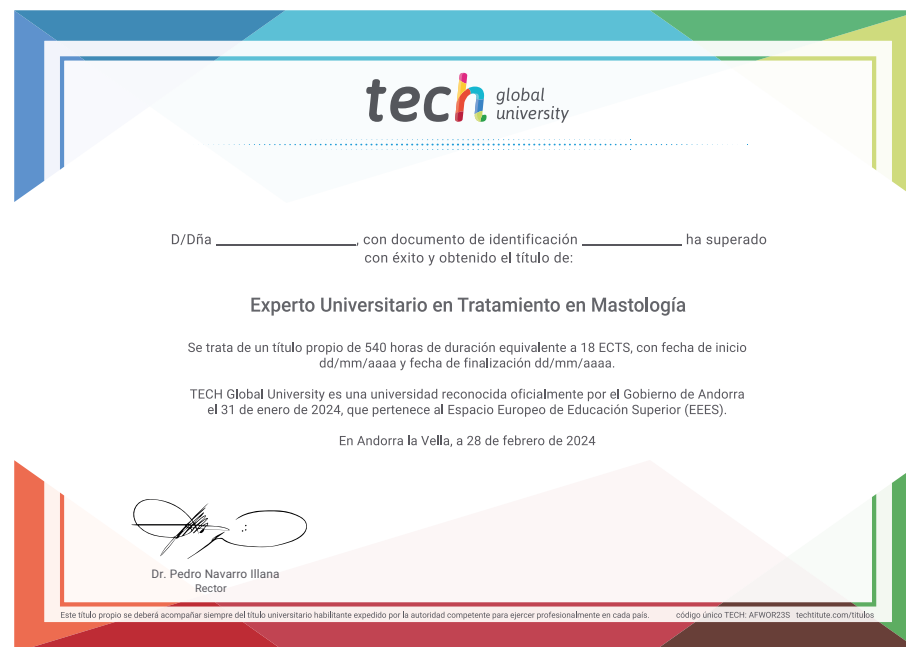 tech global
university
D/Dña ______________, con documento de identificación __________ ha superado
con éxito y obtenido el título de:
Experto Universitario en Tratamiento en Mastología
Se trata de un título propio de 540 horas de duración equivalente a 18 ECTS, con fecha de inicio
dd/mm/aaaa y fecha de finalización dd/mm/aaaa.
TECH Global University es una universidad reconocida oficialmente por el Gobierno de Andorra
el 31 de enero de 2024, que pertenece al Espacio Europeo de Educación Superior (EEES).
En Andorra la Vella, a 28 de febrero de 2024
Dr. Pedro Navarro Illana
Rector
Este título propio se deberá acompañar siempre del título universitario habilitante expedido por la autoridad competente para ejercer profesionalmente en cada país. código único TECH: AFWOR23S techtitute.com/titulos